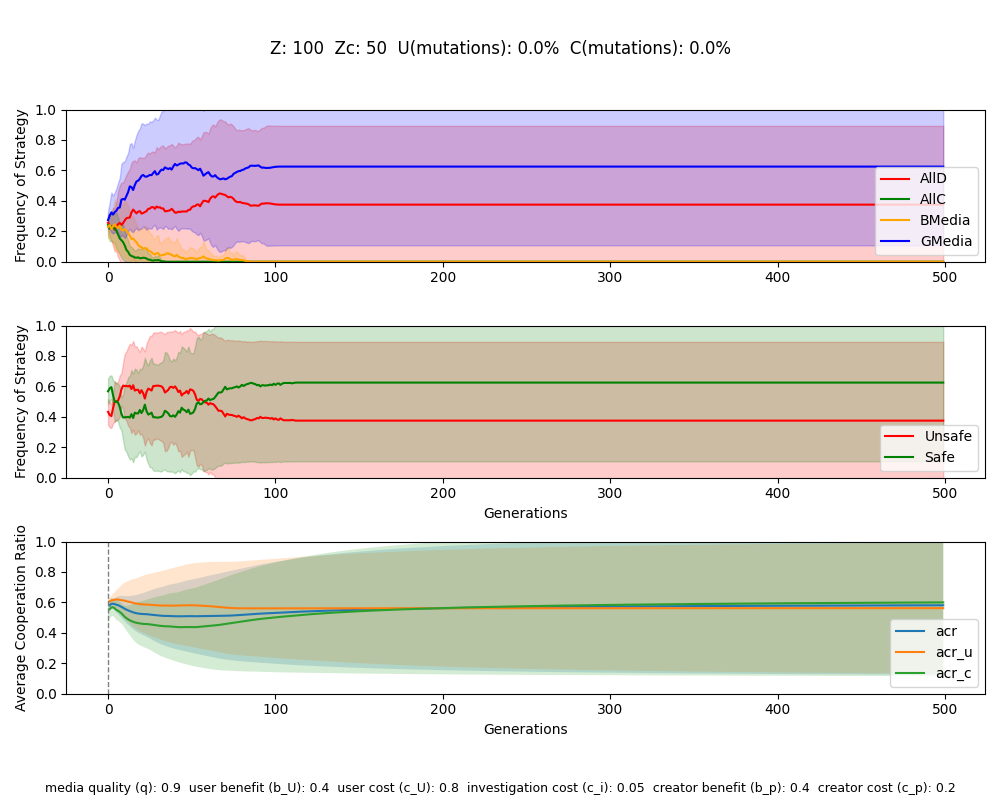 Z: 100  Zc: 50  U(mutations): 0.0%  C(mutations): 0.0%
Frequency of Strategy
1.0
0.8
0.6
0.4
0.2
0.0
0 100 200 300 400 500
AllD
AllC
BMedia
GMedia
Frequency of Strategy
1.0
0.8
0.6
0.4
0.2
0.0
0 100 200 300 400 500
Unsafe
Safe
Generations
Average Cooperation Ratio
1.0
0.8
0.6
0.4
0.2
0.0
0 100 200 300 400 500
acr
acr_u
acr_c
Generations
media quality (q): 0.9  user benefit (b_U): 0.4  user cost (c_U): 0.8  investigation cost (c_i): 0.05  creator benefit (b_p): 0.4  creator cost (c_p): 0.2